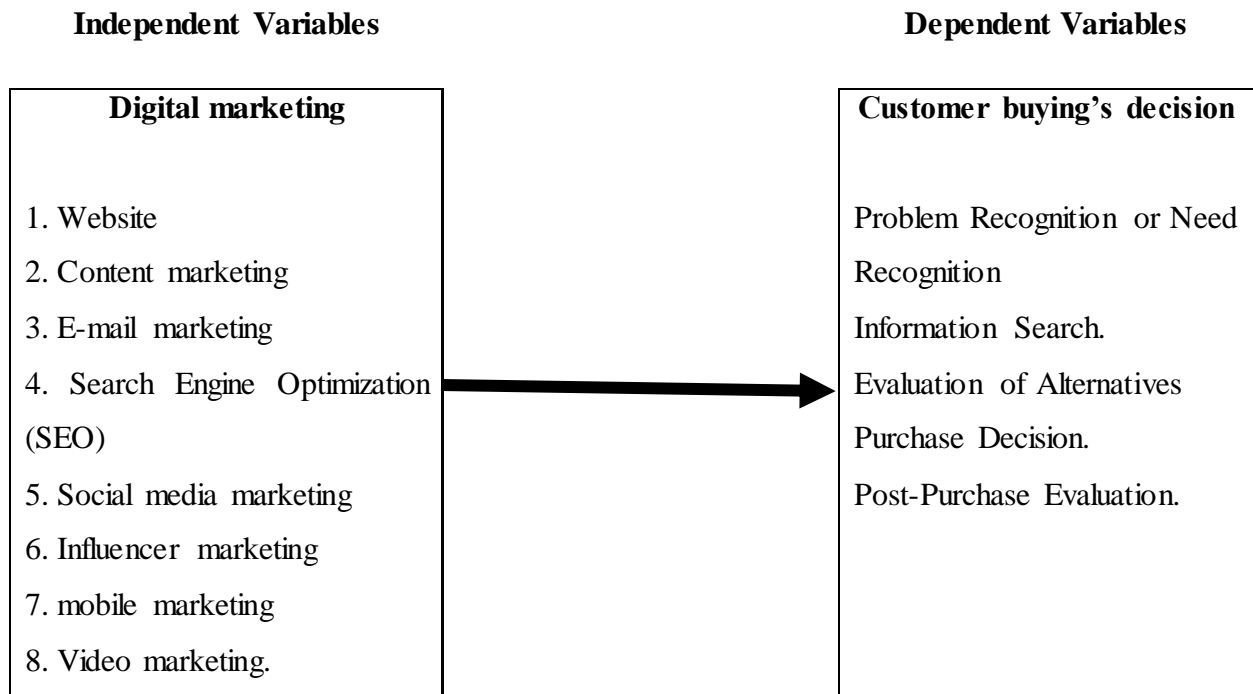 Independent Variables
Dependent Variables
Digital marketing
1. Website
2. Content marketing
3. E-mail marketing
4. Search Engine Optimization
(SEO)
5. Social media marketing
6. Influencer marketing
7. mobile marketing
8. Video marketing.
Customer buying’s decision
Problem Recognition or Need
Recognition
Information Search.
Evaluation of Alternatives
Purchase Decision.
Post-Purchase Evaluation.